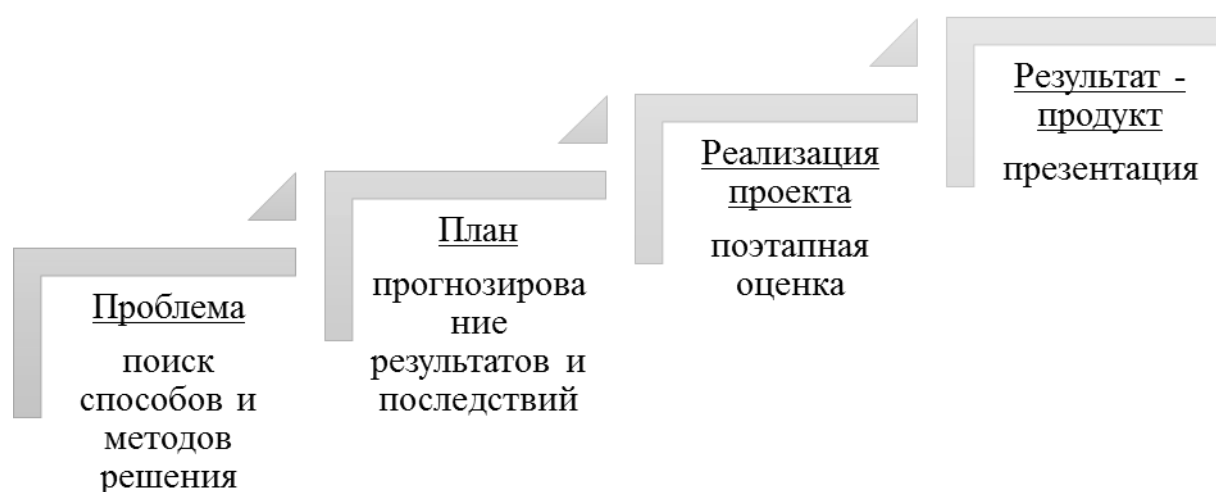 Проблема
поиск
способов и
методов
решения
План
прогнозирова
ние
результатов и
последствий
Реализация
проекта
поэтапная
оценка
Результат -
продукт
презентация